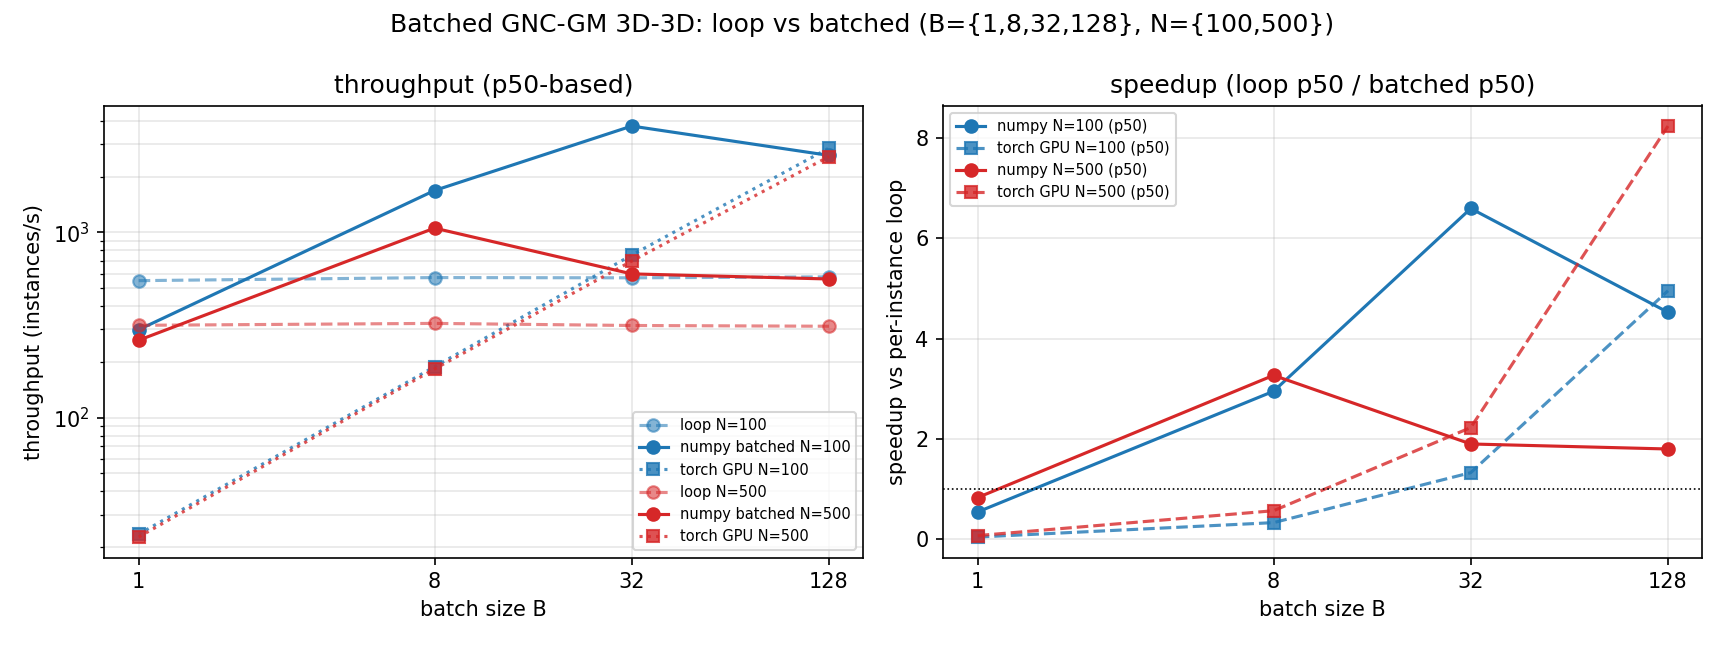 Batched GNC-GM 3D-3D: loop vs batched (B={1,8,32,128}, N={100,500})
throughput (p50-based)
throughput (instances/s)
10³
10²
loop N=100
numpy batched N=100
torch GPU N=100
loop N=500
numpy batched N=500
torch GPU N=500
1
8
32
128
batch size B
speedup (loop p50 / batched p50)
speedup vs per-instance loop
8
6
4
2
0
numpy N=100 (p50)
torch GPU N=100 (p50)
numpy N=500 (p50)
torch GPU N=500 (p50)
1
8
32
128
batch size B